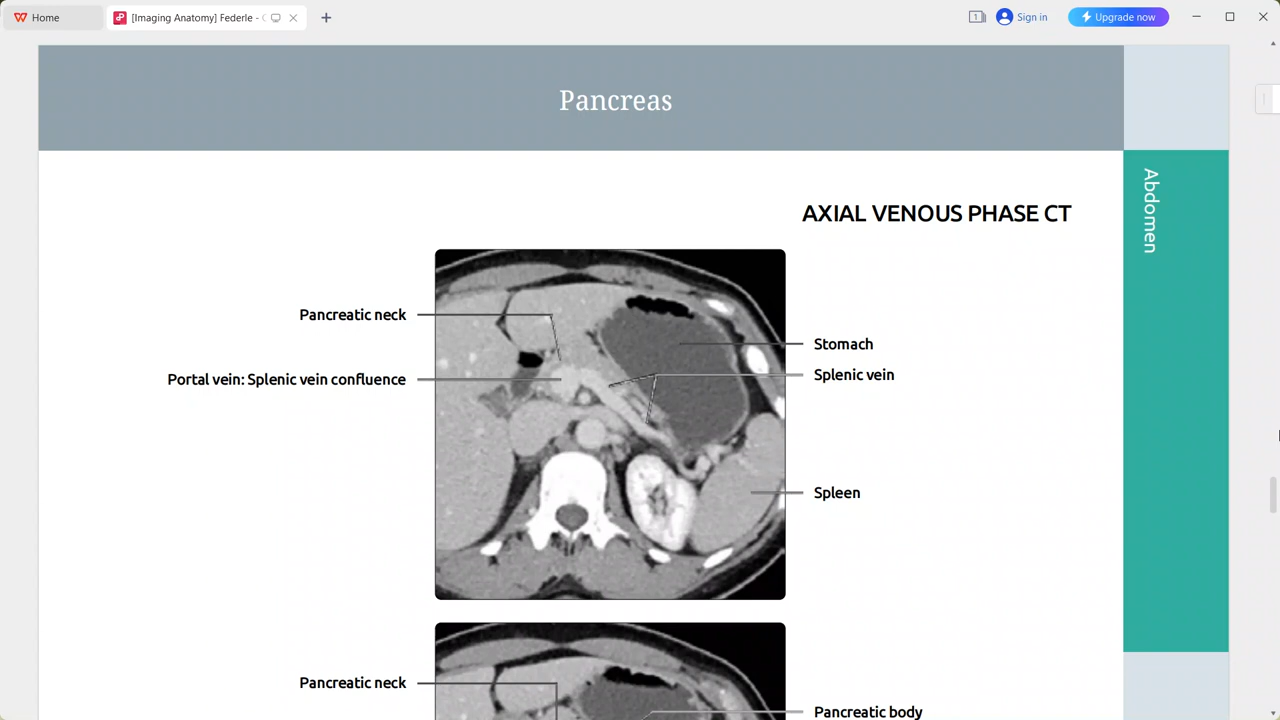 Home
[Imaging Anatomy] Federle -
1
Sign in
Upgrade now
Pancreas
Abdomen
AXIAL VENOUS PHASE CT
Pancreatic neck
Stomach
Portal vein: Splenic vein confluence
Splenic vein
Spleen
Pancreatic neck
Pancreatic body